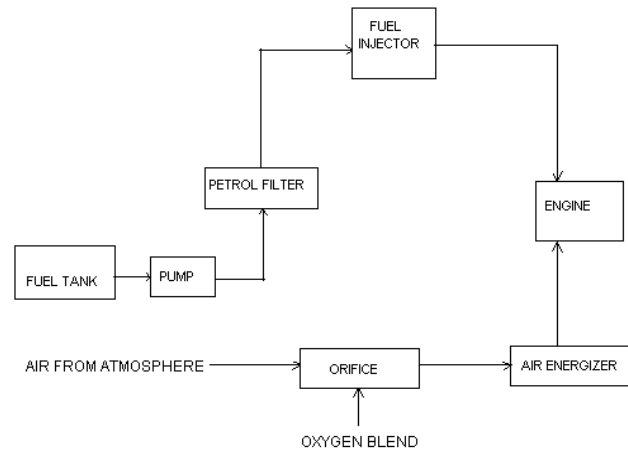 FUEL
INJECTOR
PETROL FILTER
ENGINE
FUEL TANK
PUMP
AIR FROM ATMOSPHERE
ORIFICE
AIR ENERGIZER
OXYGEN BLEND